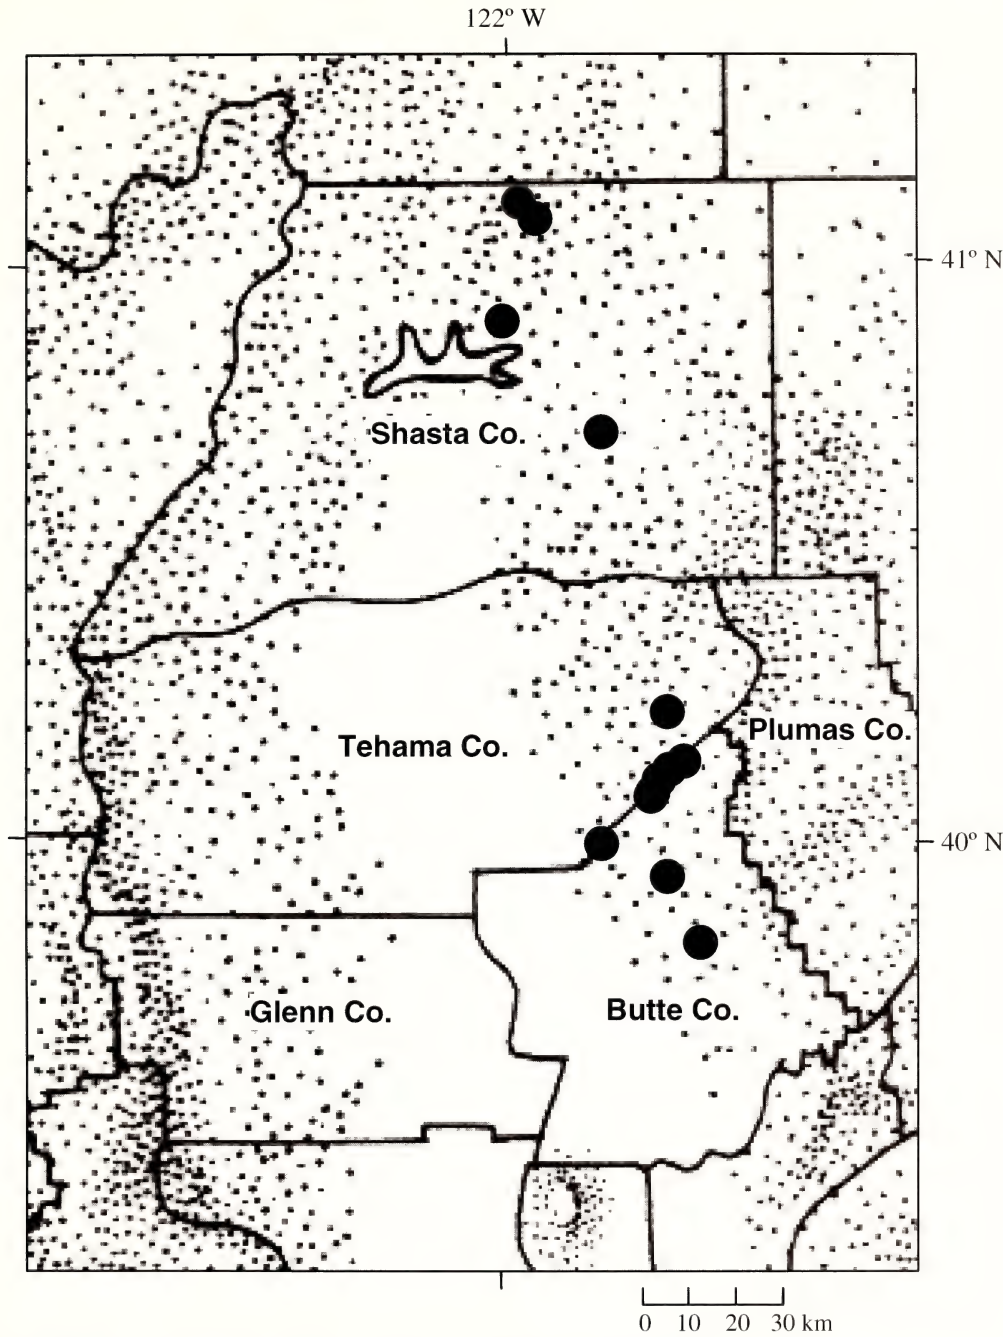 122º W
41º N
Shasta Co.
Plumas Co.
Tehama Co.
40º N
Glenn Co.
Butte Co.
0 10 20 30 km